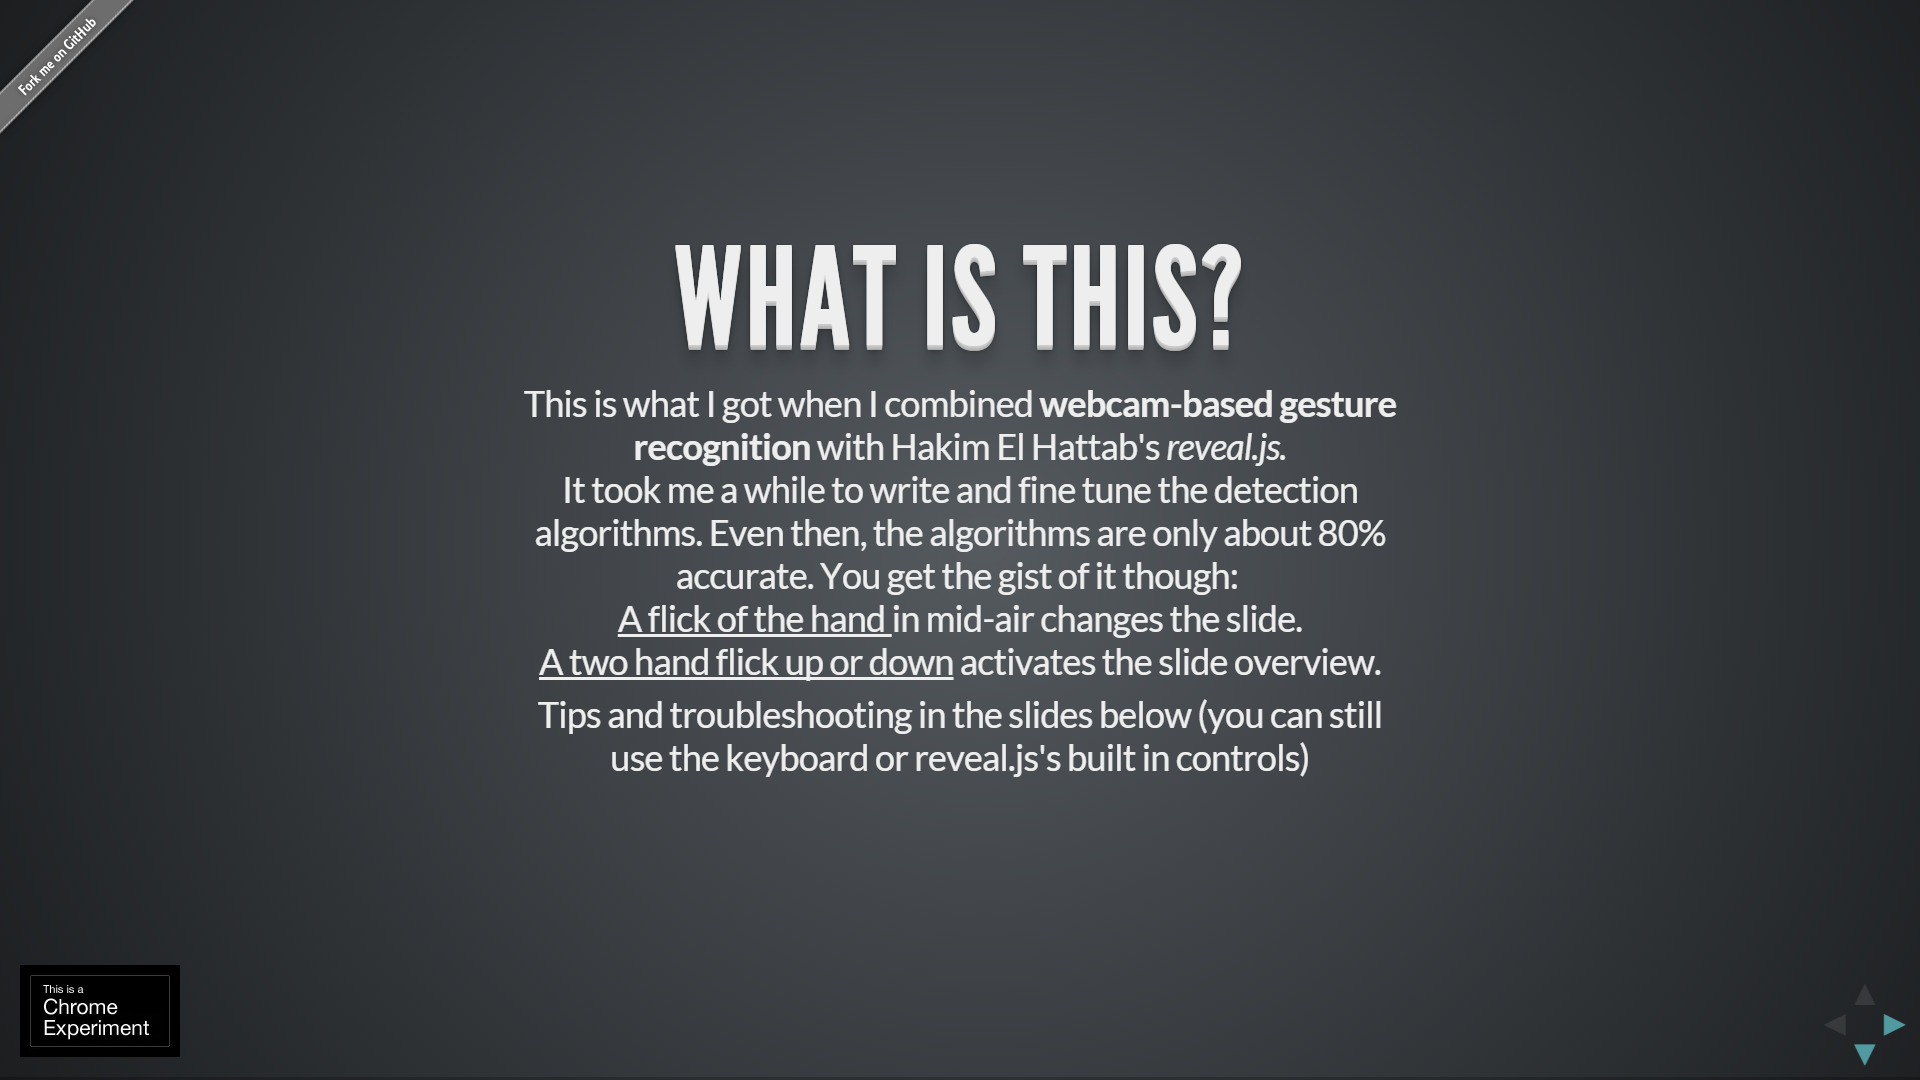 Fork me on GitHub
WHAT IS THIS?
This is what I got when I combined webcam-based gesture
recognition with Hakim El Hattab's reveal.js.
It took me a while to write and fine tune the detection
algorithms. Even then, the algorithms are only about 80%
accurate. You get the gist of it though:
A flick of the hand in mid-air changes the slide.
A two hand flick up or down activates the slide overview.
Tips and troubleshooting in the slides below (you can still
use the keyboard or reveal.js's built in controls)
This is a
Chrome
Experiment